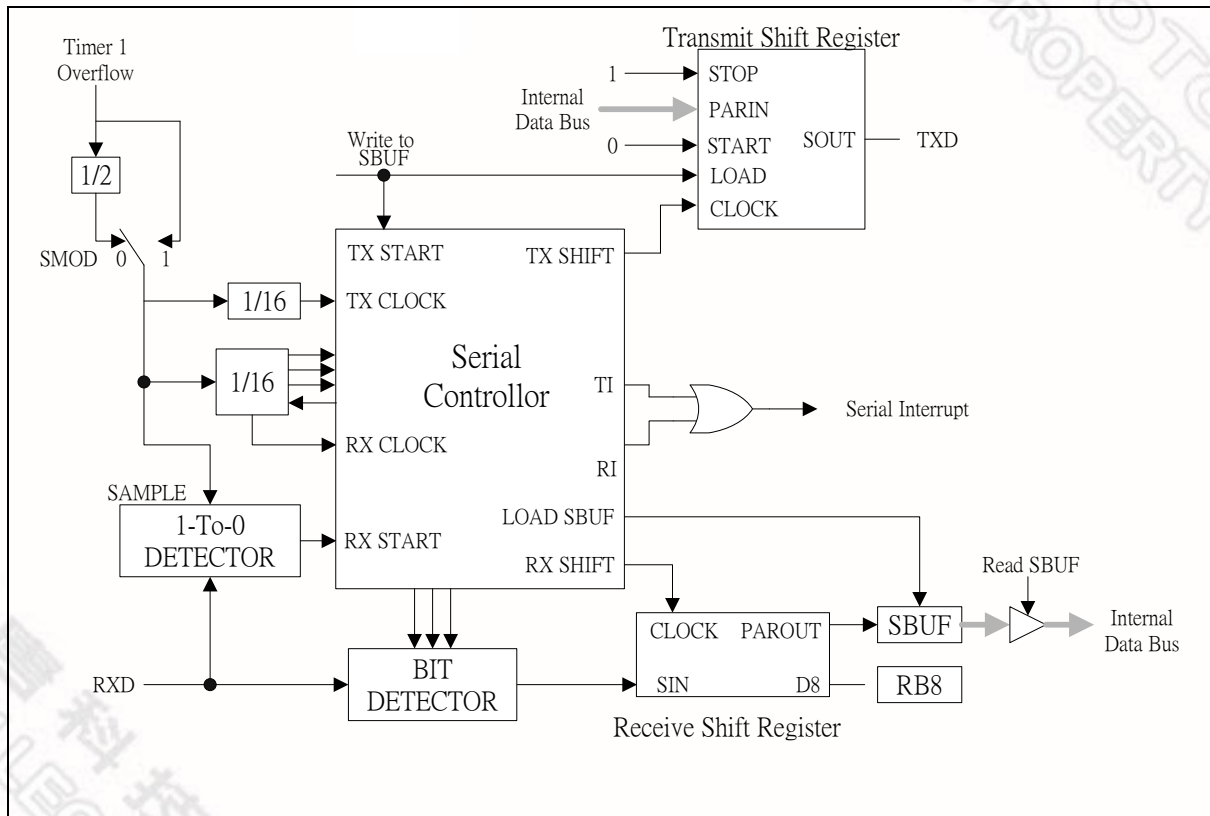 Timer 1
Overflow
1/2
SMOD 0 1
1/16
1/16
SAMPLE
1-To-0
DETECTOR
RXD
Write to
SBUF
TX START
TX SHIFT
TX CLOCK
Serial
Controllor
TI
RX CLOCK
RI
LOAD SBUF
RX START
RX SHIFT
BIT
DETECTOR
Transmit Shift Register
1
STOP
Internal
Data Bus
PARIN
0
START
SOUT
TXD
LOAD
CLOCK
Serial Interrupt
CLOCK
PAROUT
SIN
D8
Receive Shift Register
SBUF
RB8
Read SBUF
Internal
Data Bus
PROPERTY
科技